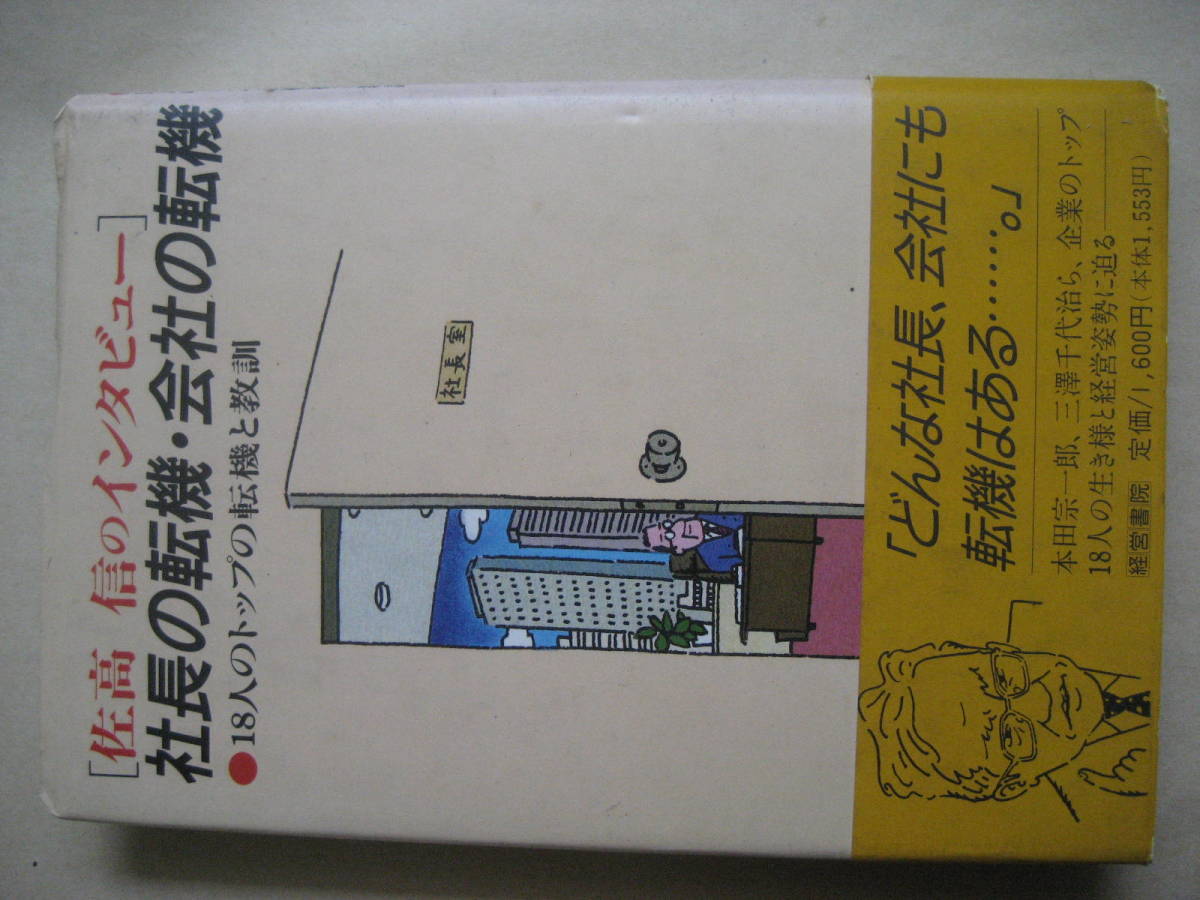 [佐高 信のインタビュー]
社長の転機・会社の転機
●18人のトップの転機と教訓
社長室
「どんな社長、会社にも
転機はある……。」
本田宗一郎、三澤千代治ら、企業のトップ
18人の生き様と経営姿勢に迫る
経営書院 定価/1,600円(本体1,553円)